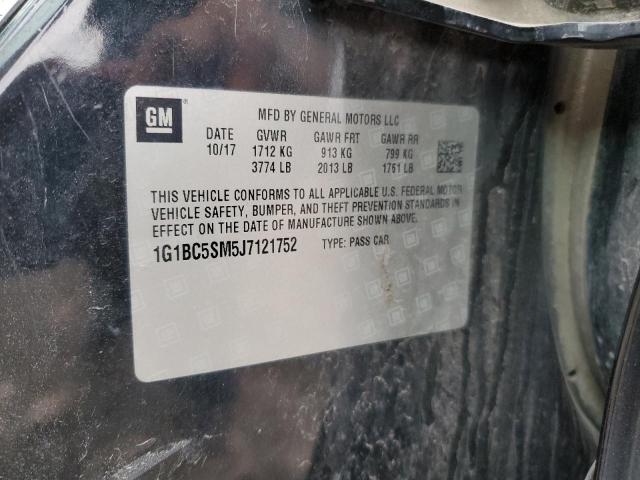 GM
MFD BY GENERAL MOTORS LLC
DATE GVWR GAWR FRT GAWR RR
10/17 1712 KG 913 KG 799 KG
3774 LB 2013 LB 1761 LB
THIS VEHICLE CONFORMS TO ALL APPLICABLE U.S. FEDERAL MOTOR
VEHICLE SAFETY, BUMPER, AND THEFT PREVENTION STANDARDS IN
EFFECT ON THE DATE OF MANUFACTURE SHOWN ABOVE.
1G1BC5SM5J7121752 TYPE: PASS CAR